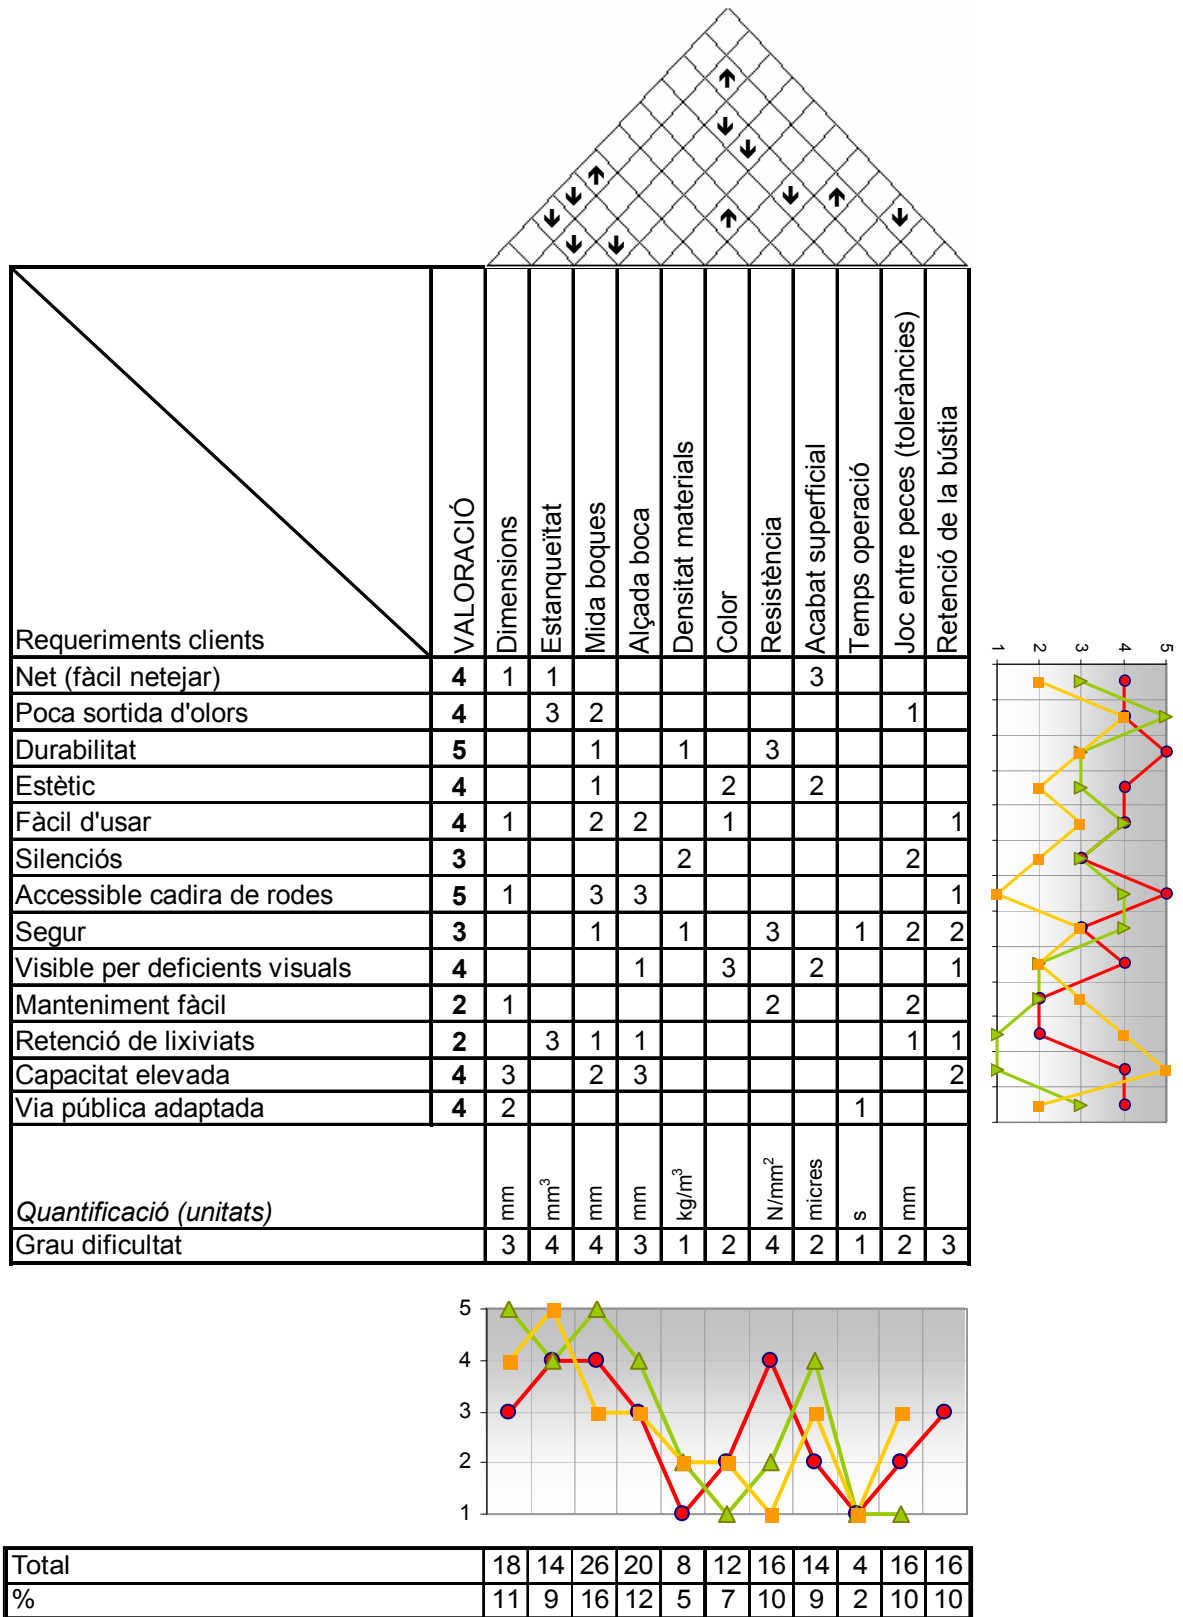 VALORACIÓ
Dimensions
Estanqueïtat
Mida boques
Alçada boca
Densitat materials
Color
Resistència
Acabat superficial
Temps operació
Joc entre peces (toleràncies)
Retenció de la bústia
Requeriments clients
Net (fàcil netejar) 4 1 1 3
Poca sortida d'olors 4 3 2 1
Durabilitat 5 1 1 3
Estètic 4 1 2 2
Fàcil d'usar 4 1 2 2 1 1
Silenciós 3 2 2
Accessible cadira de rodes 5 1 3 3 1
Segur 3 1 1 3 1 2 2
Visible per deficients visuals 4 1 3 2 1
Manteniment fàcil 2 1 2 2
Retenció de lixiviats 2 3 1 1 1 1
Capacitat elevada 4 3 2 3 2
Via pública adaptada 4 2 1
Quantificació (unitats) mm mm³ mm mm kg/m³ N/mm² micres s mm
Grau dificultat 3 4 4 3 1 2 4 2 1 2 3
1 2 3 4 5
5
4
3
2
1
Total 18 14 26 20 8 12 16 14 4 16 16
% 11 9 16 12 5 7 10 9 2 10 10